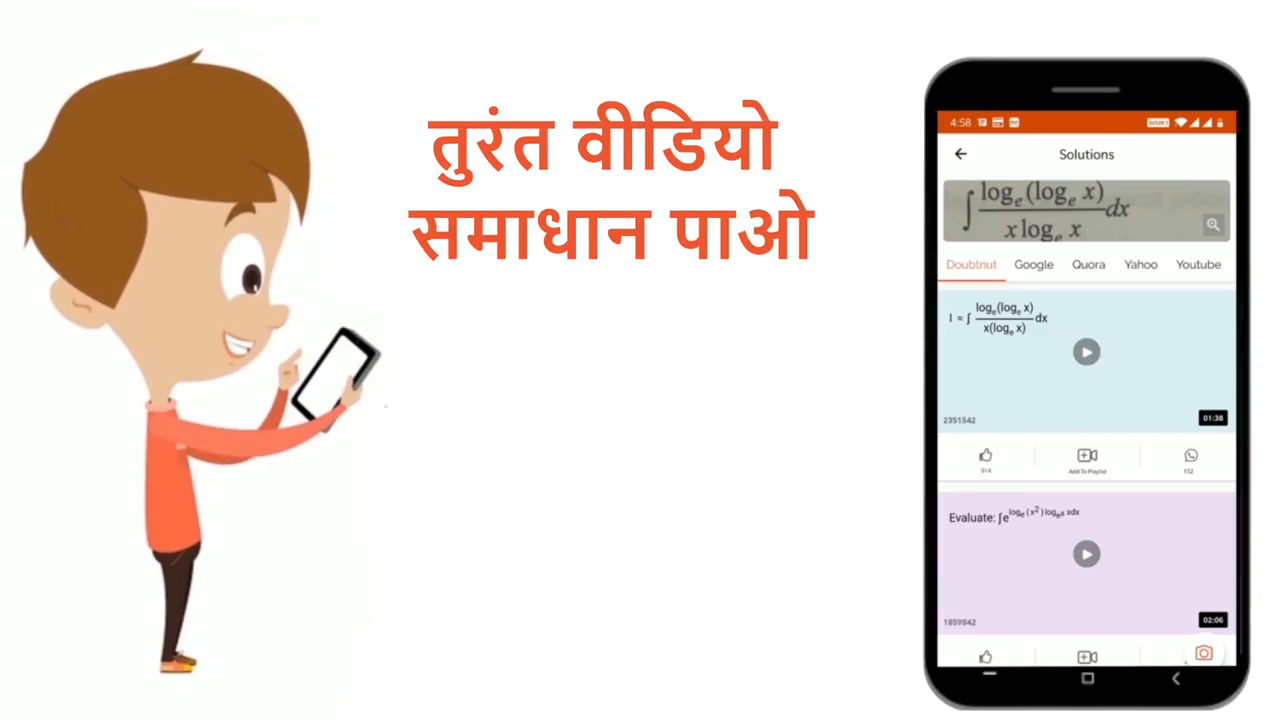 तुरंत वीडियो
समाधान पाओ
4:58
Solutions
∫ logₑ(logₑ x) / x logₑ x dx
Doubtnut Google Quora Yahoo Youtube
I = ∫ logₑ(logₑ x) / x(logₑ x) dx
2351542 01:38
914 Add To Playlist 152
Evaluate: ∫e^logₑ(x²)logₑx xdx
1859842 02:06